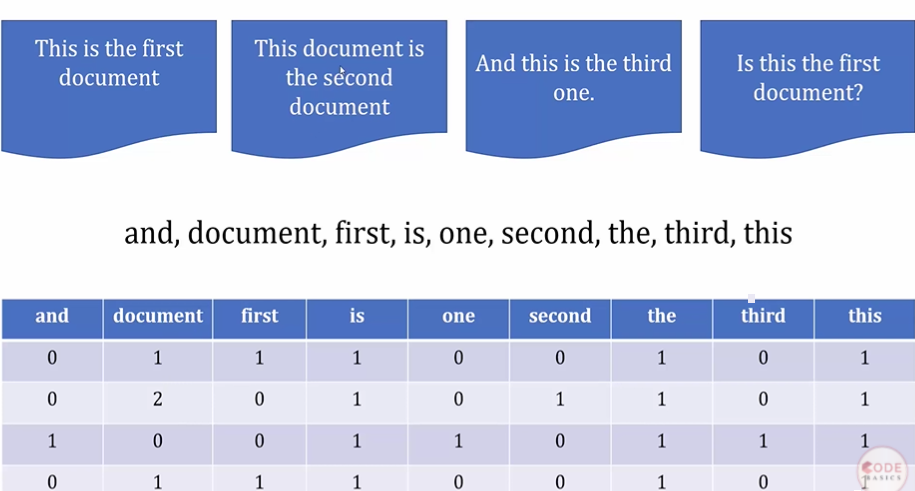 This is the first
document
This document is
the second
document
And this is the third
one.
Is this the first
document?
and, document, first, is, one, second, the, third, this
and document first is one second the third this
0 1 1 1 0 0 1 0 1
0 2 0 1 0 1 1 0 1
1 0 0 1 1 0 1 1 1
0 1 1 1 0 0 1 0 1
CODE
BASICS